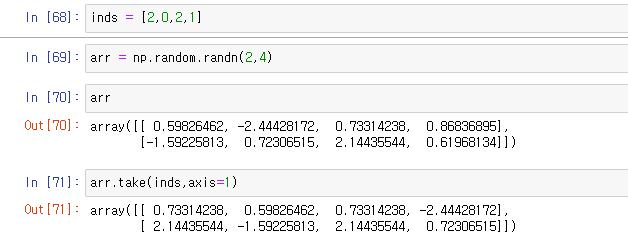 In [68]: inds = [2,0,2,1]
In [69]: arr = np.random.randn(2,4)
In [70]: arr
Out[70]: array([[ 0.59826462, -2.44428172,  0.73314238,  0.86836895],
       [-1.59225813,  0.72306515,  2.14435544,  0.61968134]])
In [71]: arr.take(inds,axis=1)
Out[71]: array([[ 0.73314238,  0.59826462,  0.73314238, -2.44428172],
       [ 2.14435544, -1.59225813,  2.14435544,  0.72306515]])